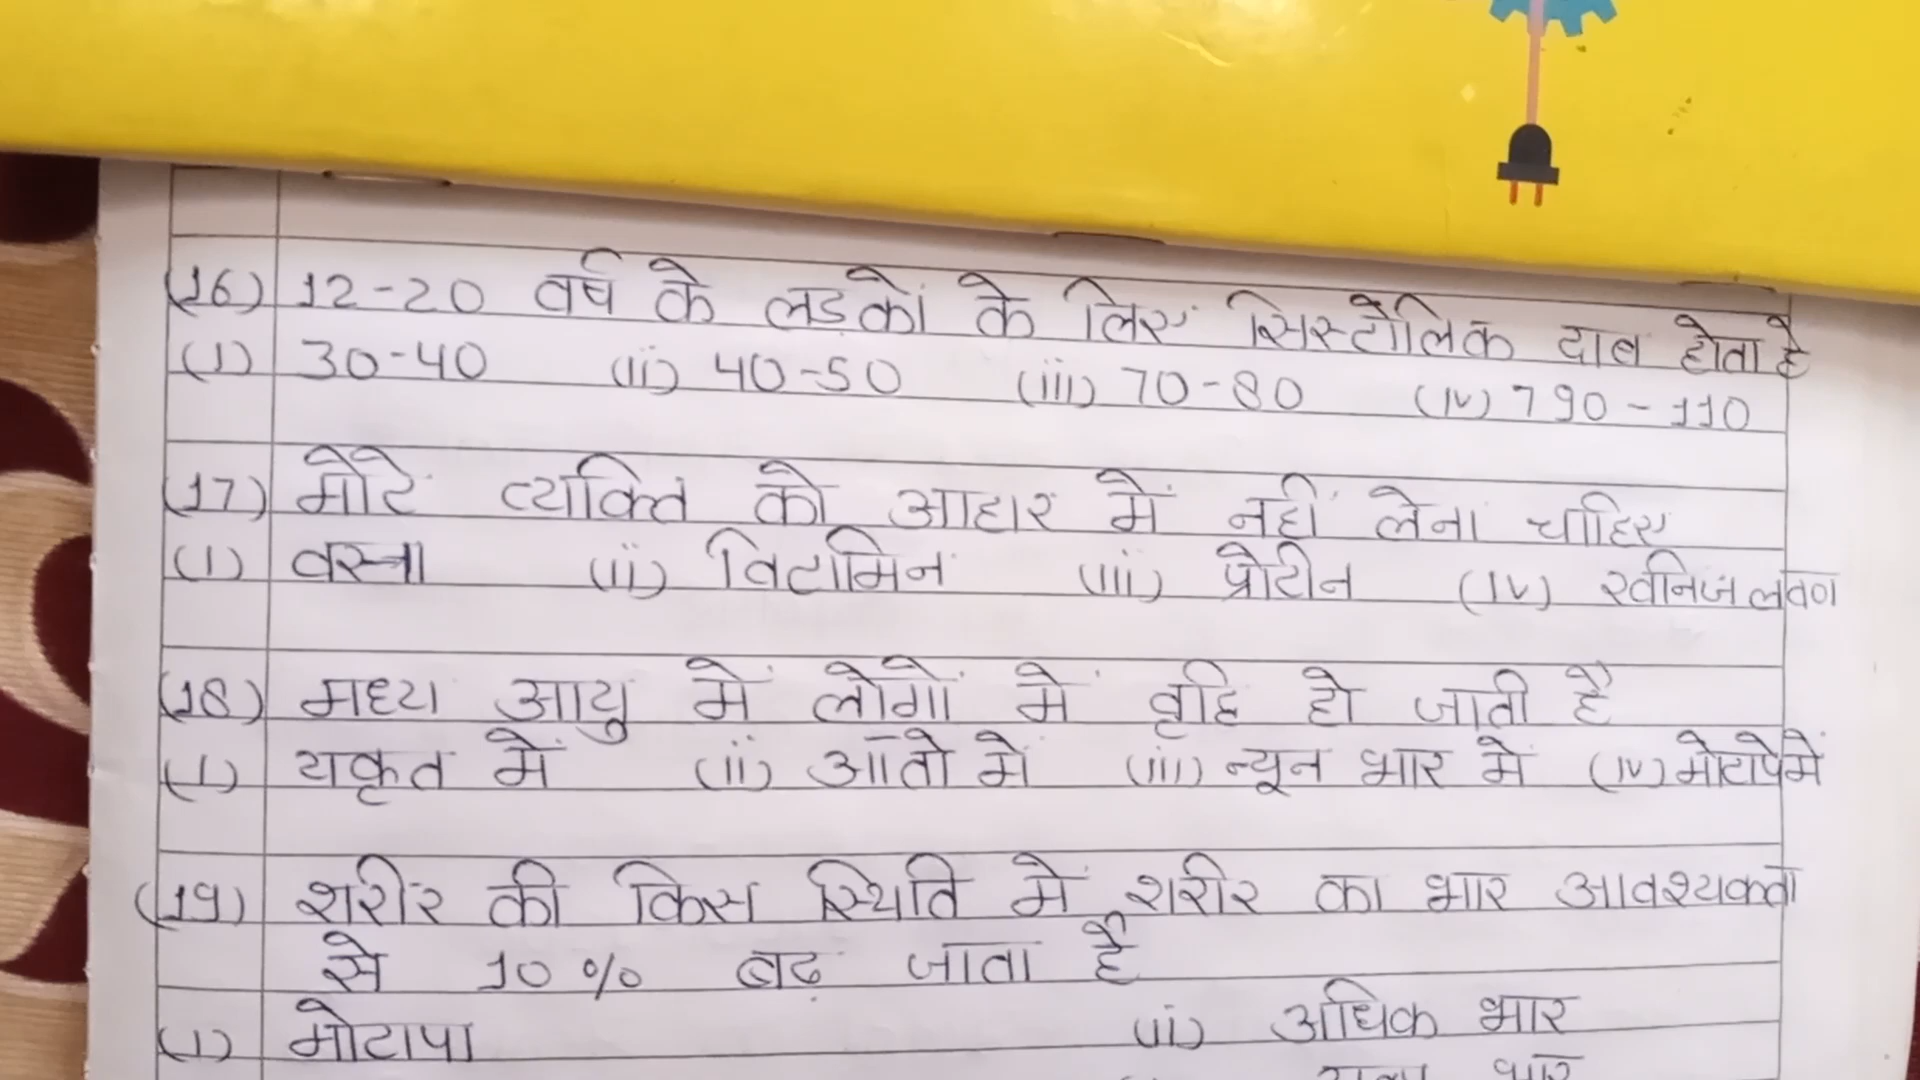 (16) 12-20 वर्ष के लड़कों के लिए सिस्टोलिक दाब होता है
(I) 30-40 (ii) 40-50 (iii) 70-80 (iv) 790-110
(17) मोटे व्यक्ति को आहार में नहीं लेना चाहिए
(I) वस्ना (ii) विटामिन (iii) प्रोटीन (iv) खनिज लवण
(18) मध्य आयु में लोगों में वृद्दि हो जाती है
(I) यकृत में (ii) आँतो में (iii) न्यून भार में (iv) मोटापे में
(19) शरीर की किस स्थिति में शरीर का भार आवश्यकता
से 10% बढ़ जाता है
(I) मोटापा (ii) अधिक भार
भार